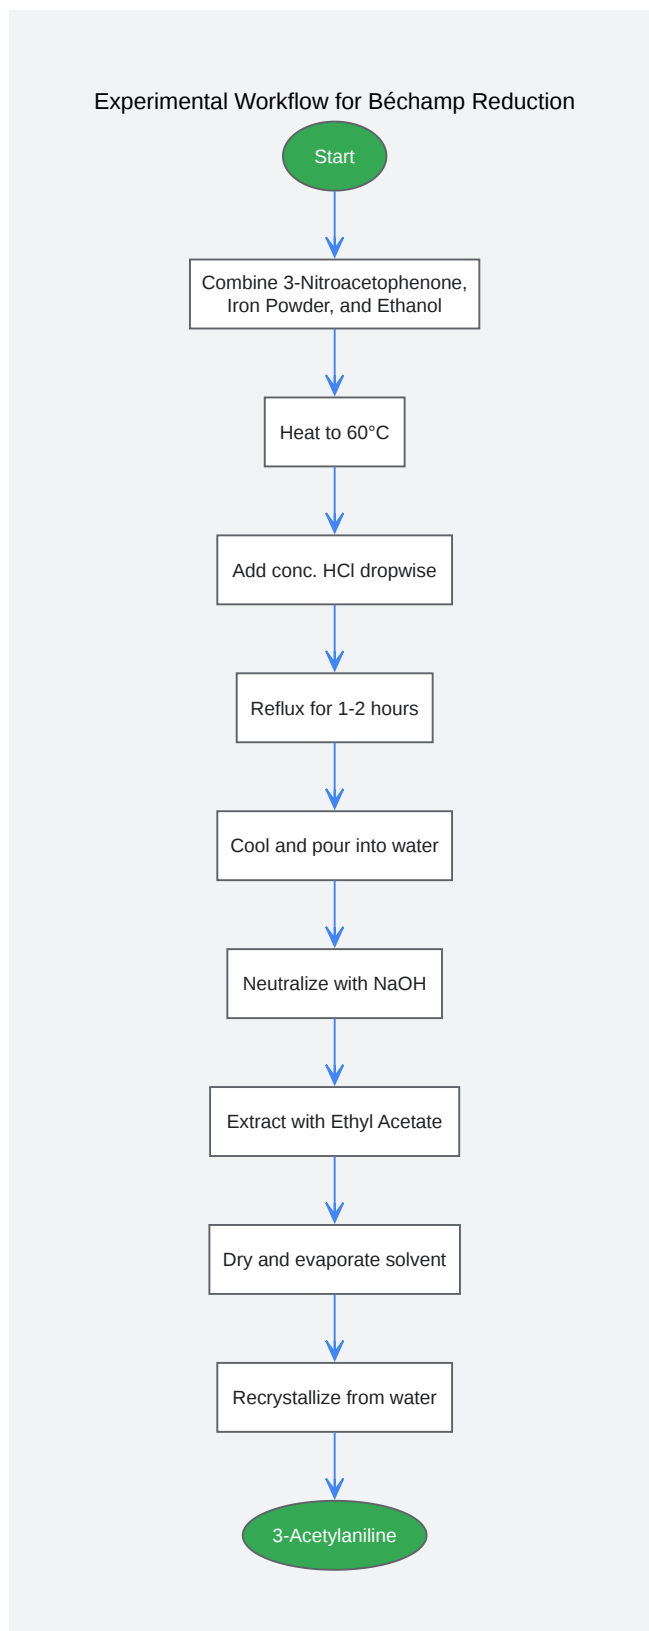 Experimental Workflow for Béchamp Reduction
Start
Combine 3-Nitroacetophenone,
Iron Powder, and Ethanol
Heat to 60°C
Add conc. HCl dropwise
Reflux for 1-2 hours
Cool and pour into water
Neutralize with NaOH
Extract with Ethyl Acetate
Dry and evaporate solvent
Recrystallize from water
3-Acetylaniline